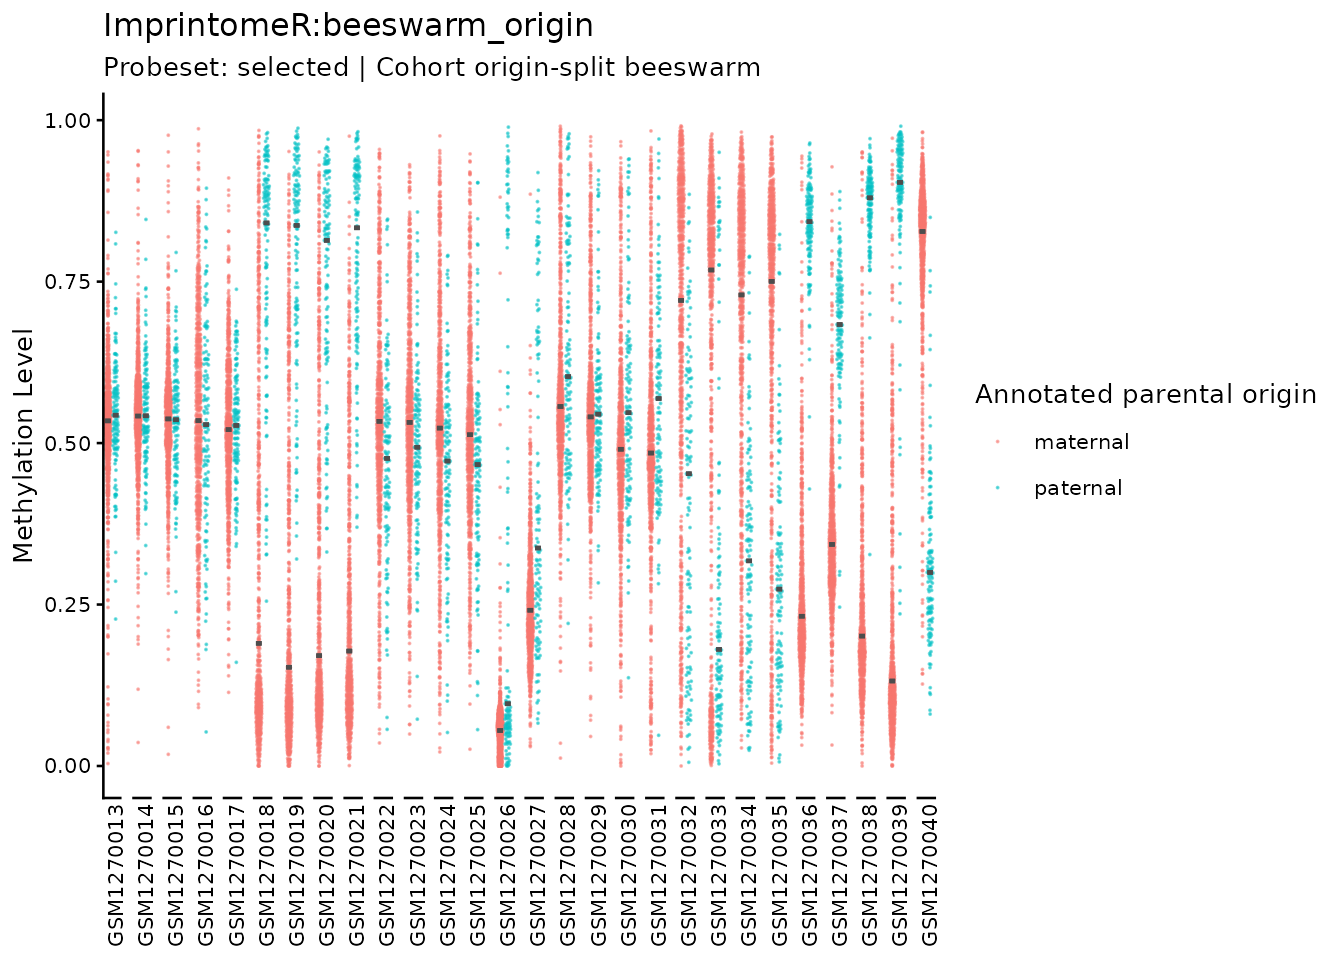 ImprintomeR:beeswarm_origin
Probeset: selected | Cohort origin-split beeswarm
Methylation Level
1.00
0.75
0.50
0.25
0.00
GSM1270013
GSM1270014
GSM1270015
GSM1270016
GSM1270017
GSM1270018
GSM1270019
GSM1270020
GSM1270021
GSM1270022
GSM1270023
GSM1270024
GSM1270025
GSM1270026
GSM1270027
GSM1270028
GSM1270029
GSM1270030
GSM1270031
GSM1270032
GSM1270033
GSM1270034
GSM1270035
GSM1270036
GSM1270037
GSM1270038
GSM1270039
GSM1270040
Annotated parental origin
maternal
paternal